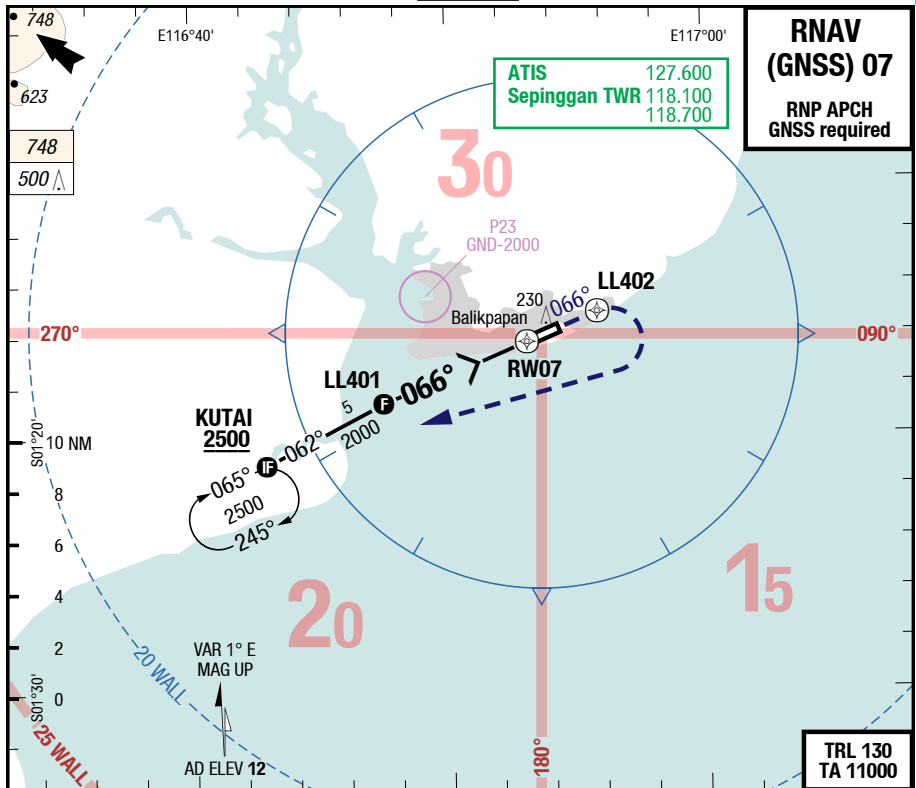 748
623
748
500
E116°40'
E117°00'
RNAV
(GNSS) 07
RNP APCH
GNSS required
ATIS 127.600
Sepinggan TWR 118.100
118.700
30
P23
GND-2000
LL402
066°
230
Balikpapan
270°
090°
RW07
LL401
F
066°
5
2000
KUTAI
2500
062°
IF
065°
2500
245°
S01°20'
10 NM
8
6
4
2
0
S01°30'
20
15
VAR 1° E
MAG UP
20 WALL
25 WALL
AD ELEV 12
180°
TRL 130
TA 11000